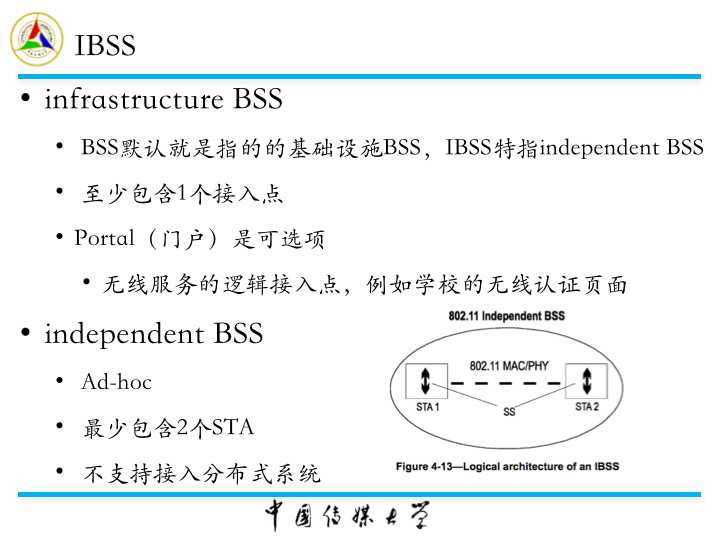 IBSS
• infrastructure BSS
• BSS默认就是指的的基础设施BSS，IBSS特指independent BSS
• 至少包含1个接入点
• Portal（门户）是可选项
• 无线服务的逻辑接入点，例如学校的无线认证页面
• independent BSS
• Ad-hoc
• 最少包含2个STA
• 不支持接入分布式系统
802.11 Independent BSS
802.11 MAC/PHY
STA 1
SS
STA 2
Figure 4-13—Logical architecture of an IBSS
中国传媒大学